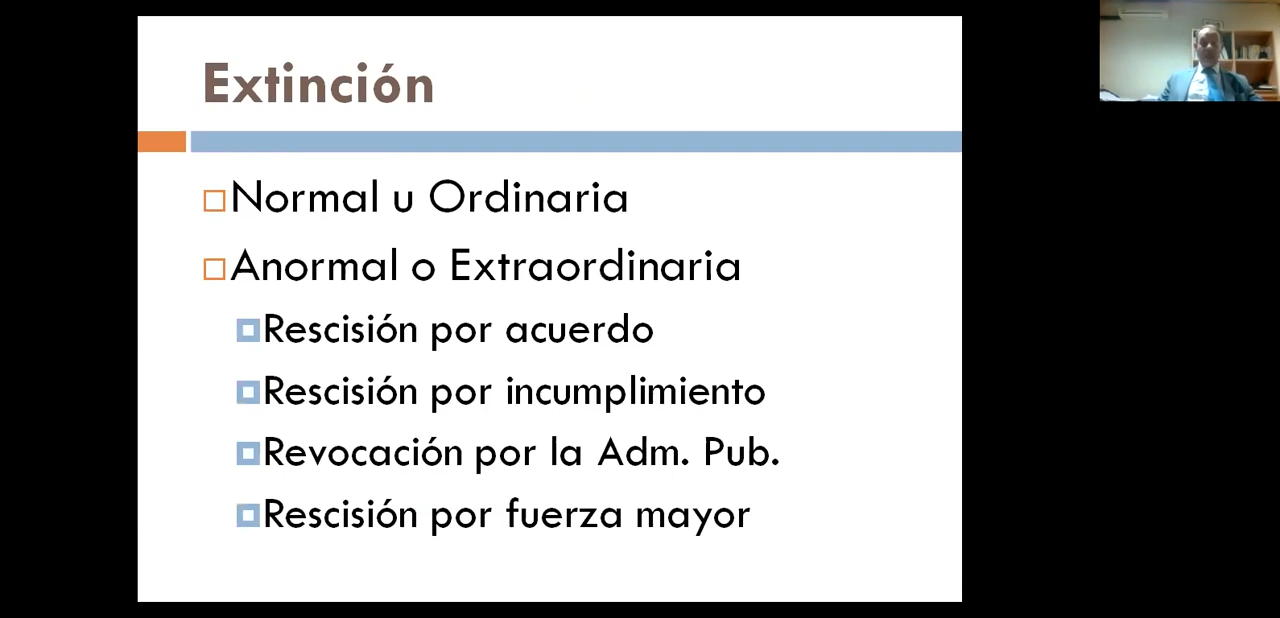 Extinción
Normal u Ordinaria
Anormal o Extraordinaria
Rescisión por acuerdo
Rescisión por incumplimiento
Revocación por la Adm. Pub.
Rescisión por fuerza mayor